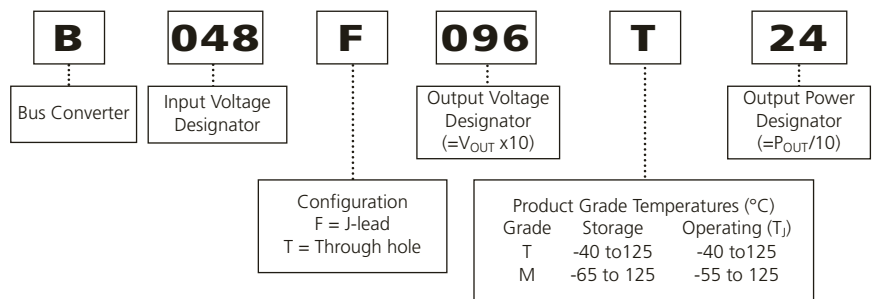 B 048 F 096 T 24
Bus Converter
Input Voltage
Designator
Output Voltage
Designator
(=VOUT x10)
Output Power
Designator
(=POUT/10)
Configuration
F = J-lead
T = Through hole
Product Grade Temperatures (°C)
Grade Storage Operating (TJ)
T -40 to125 -40 to125
M -65 to 125 -55 to 125